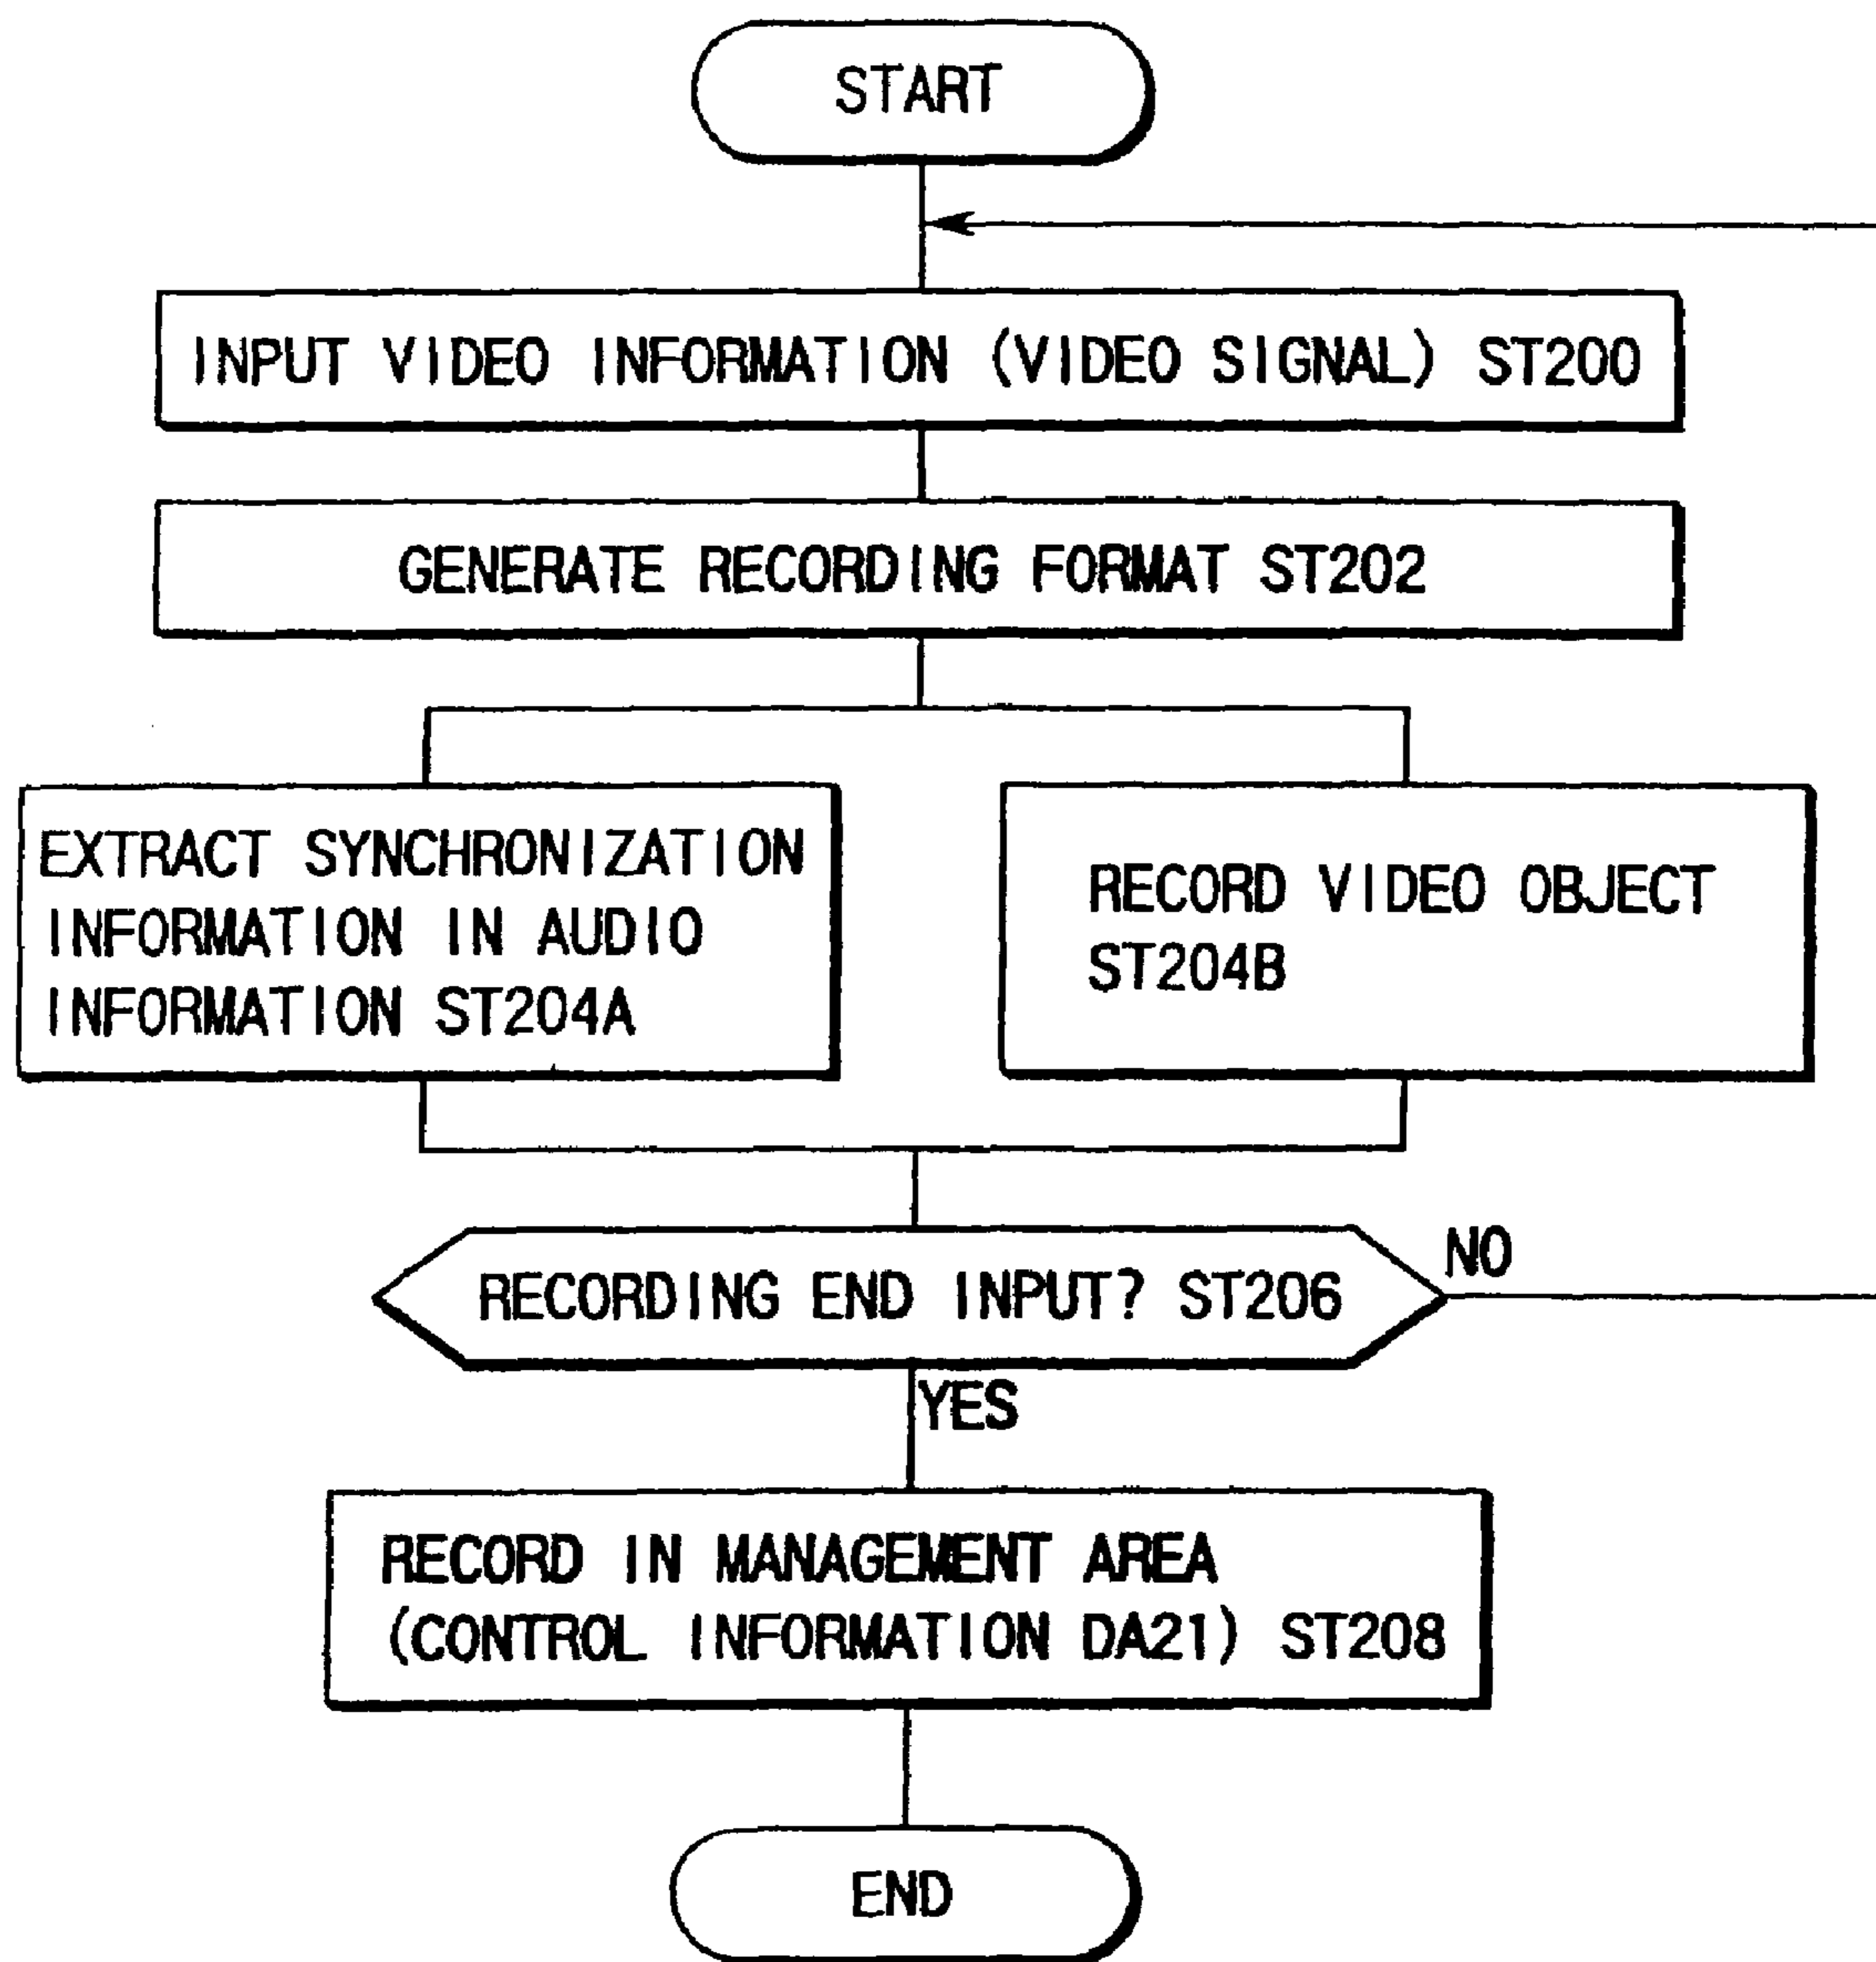 START
INPUT VIDEO INFORMATION (VIDEO SIGNAL) ST200
GENERATE RECORDING FORMAT ST202
EXTRACT SYNCHRONIZATION
INFORMATION IN AUDIO
INFORMATION ST204A
RECORD VIDEO OBJECT
ST204B
RECORDING END INPUT? ST206
NO
YES
RECORD IN MANAGEMENT AREA
(CONTROL INFORMATION DA21) ST208
END